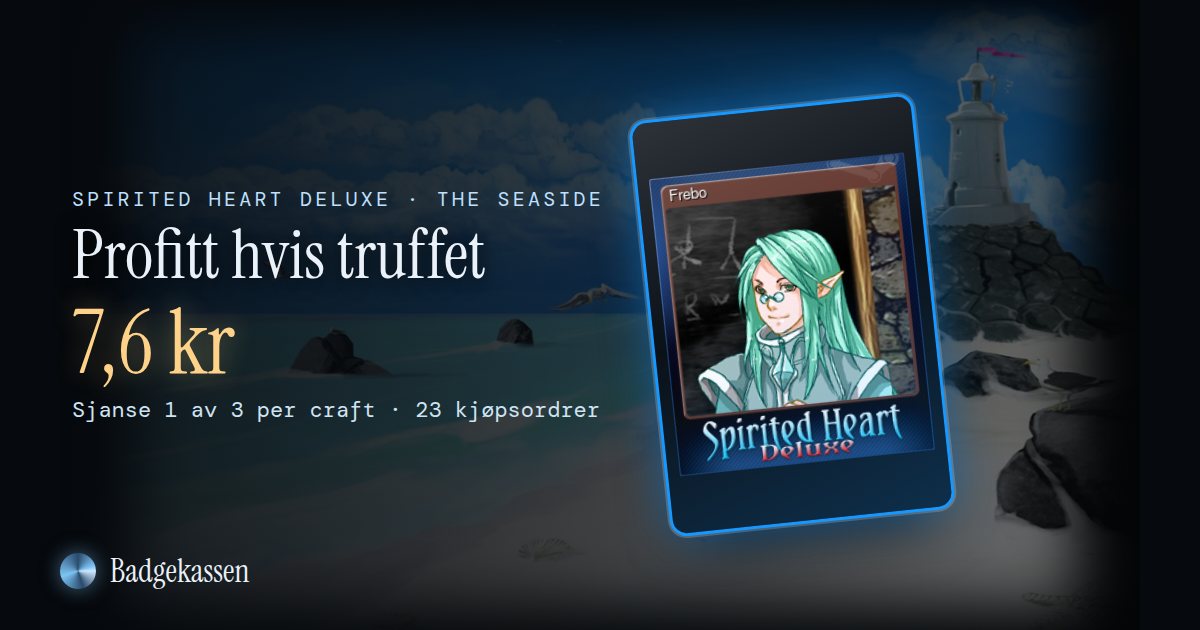 SPIRITED HEART DELUXE · THE SEASIDE
Profitt hvis truffet
7,6 kr
Sjanse 1 av 3 per craft · 23 kjøpsordrer
Frebo
Spirited Heart
Deluxe
Badgekassen